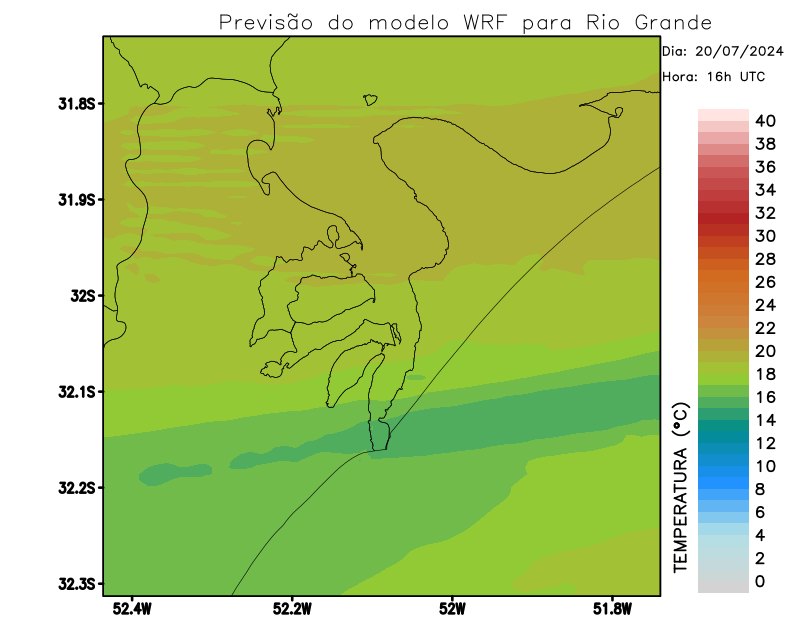 Previsão do modelo WRF para Rio Grande
Dia: 20/07/2024
Hora: 16h UTC
31.8S
31.9S
32S
32.1S
32.2S
32.3S
52.4W
52.2W
52W
51.8W
40
38
36
34
32
30
28
26
24
22
20
18
16
14
12
10
8
6
4
2
0
TEMPERATURA (°C)